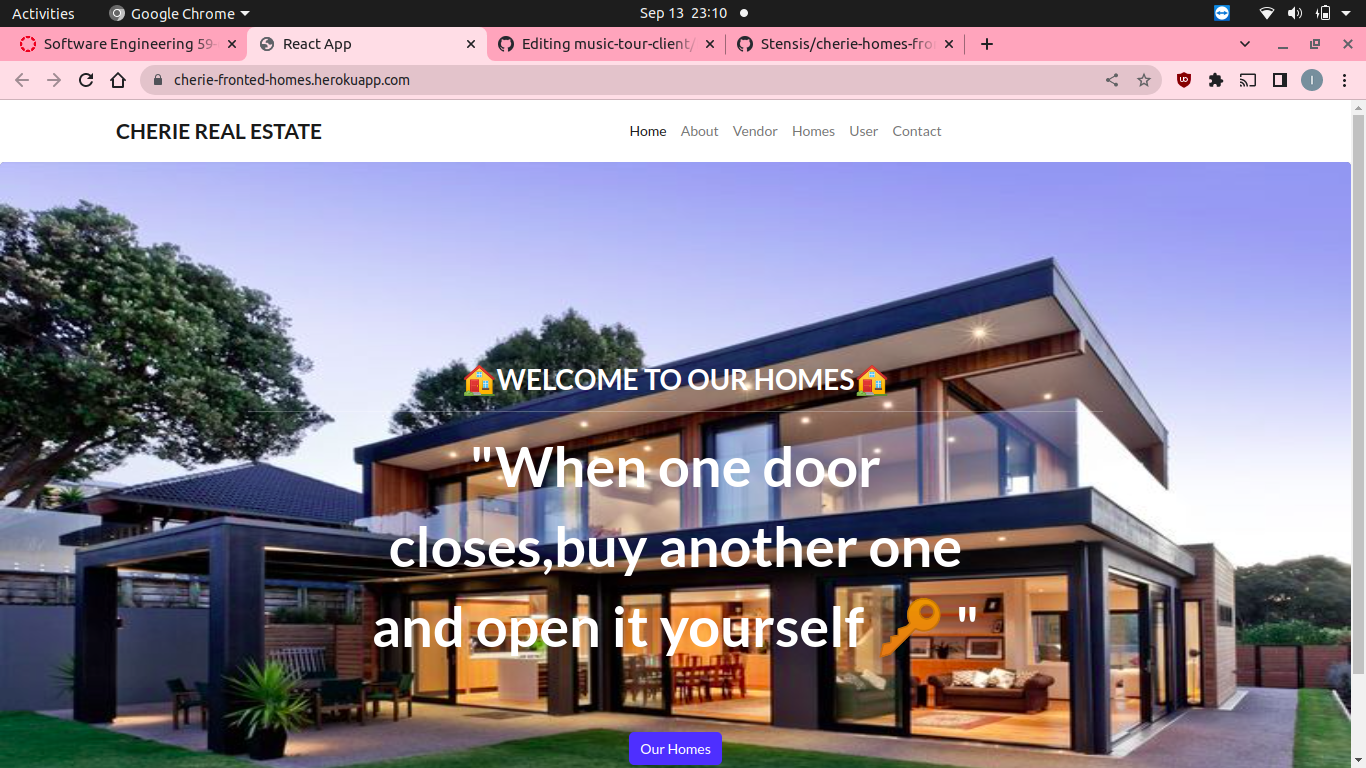 Activities
Google Chrome
Sep 13 23:10
Software Engineering 59-
React App
Editing music-tour-client/
Stensis/cherie-homes-fro
cherie-fronted-homes.herokuapp.com
I
CHERIE REAL ESTATE
Home
About
Vendor
Homes
User
Contact
🏠WELCOME TO OUR HOMES🏠
"When one door
closes,buy another one
and open it yourself 🔑 "
Our Homes